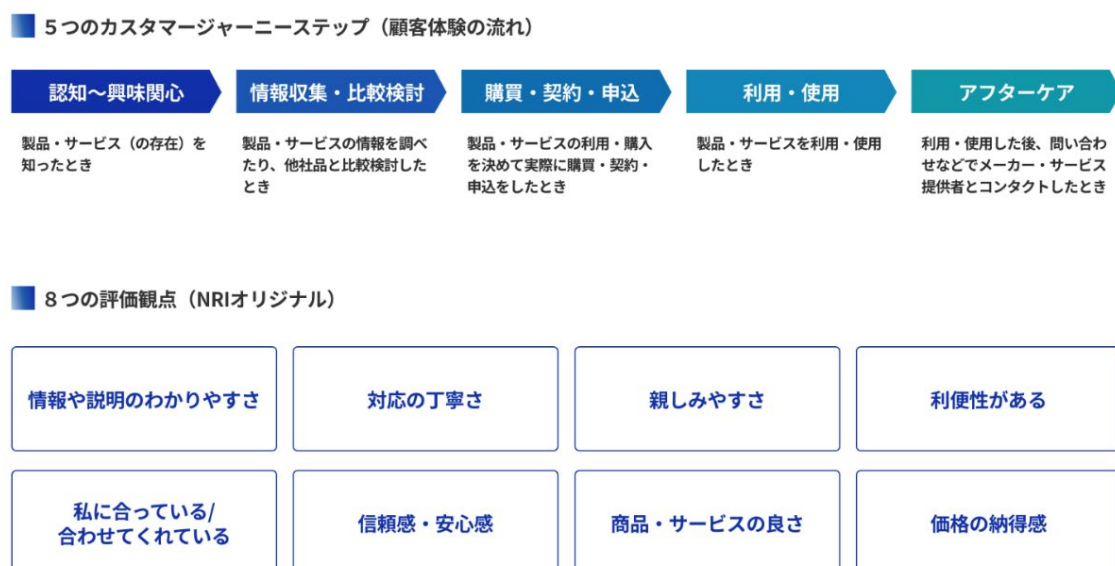 ５つのカスタマージャーニーステップ（顧客体験の流れ）
認知～興味関心
情報収集・比較検討
購買・契約・申込
利用・使用
アフターケア
製品・サービス（の存在）を
知ったとき
製品・サービスの情報を調べ
たり、他社品と比較検討した
とき
製品・サービスの利用・購入
を決めて実際に購買・契約・
申込をしたとき
製品・サービスを利用・使用
したとき
利用・使用した後、問い合わ
せなどでメーカー・サービス
提供者とコンタクトしたとき
８つの評価観点（NRIオリジナル）
情報や説明のわかりやすさ
対応の丁寧さ
親しみやすさ
利便性がある
私に合っている/
合わせてくれている
信頼感・安心感
商品・サービスの良さ
価格の納得感